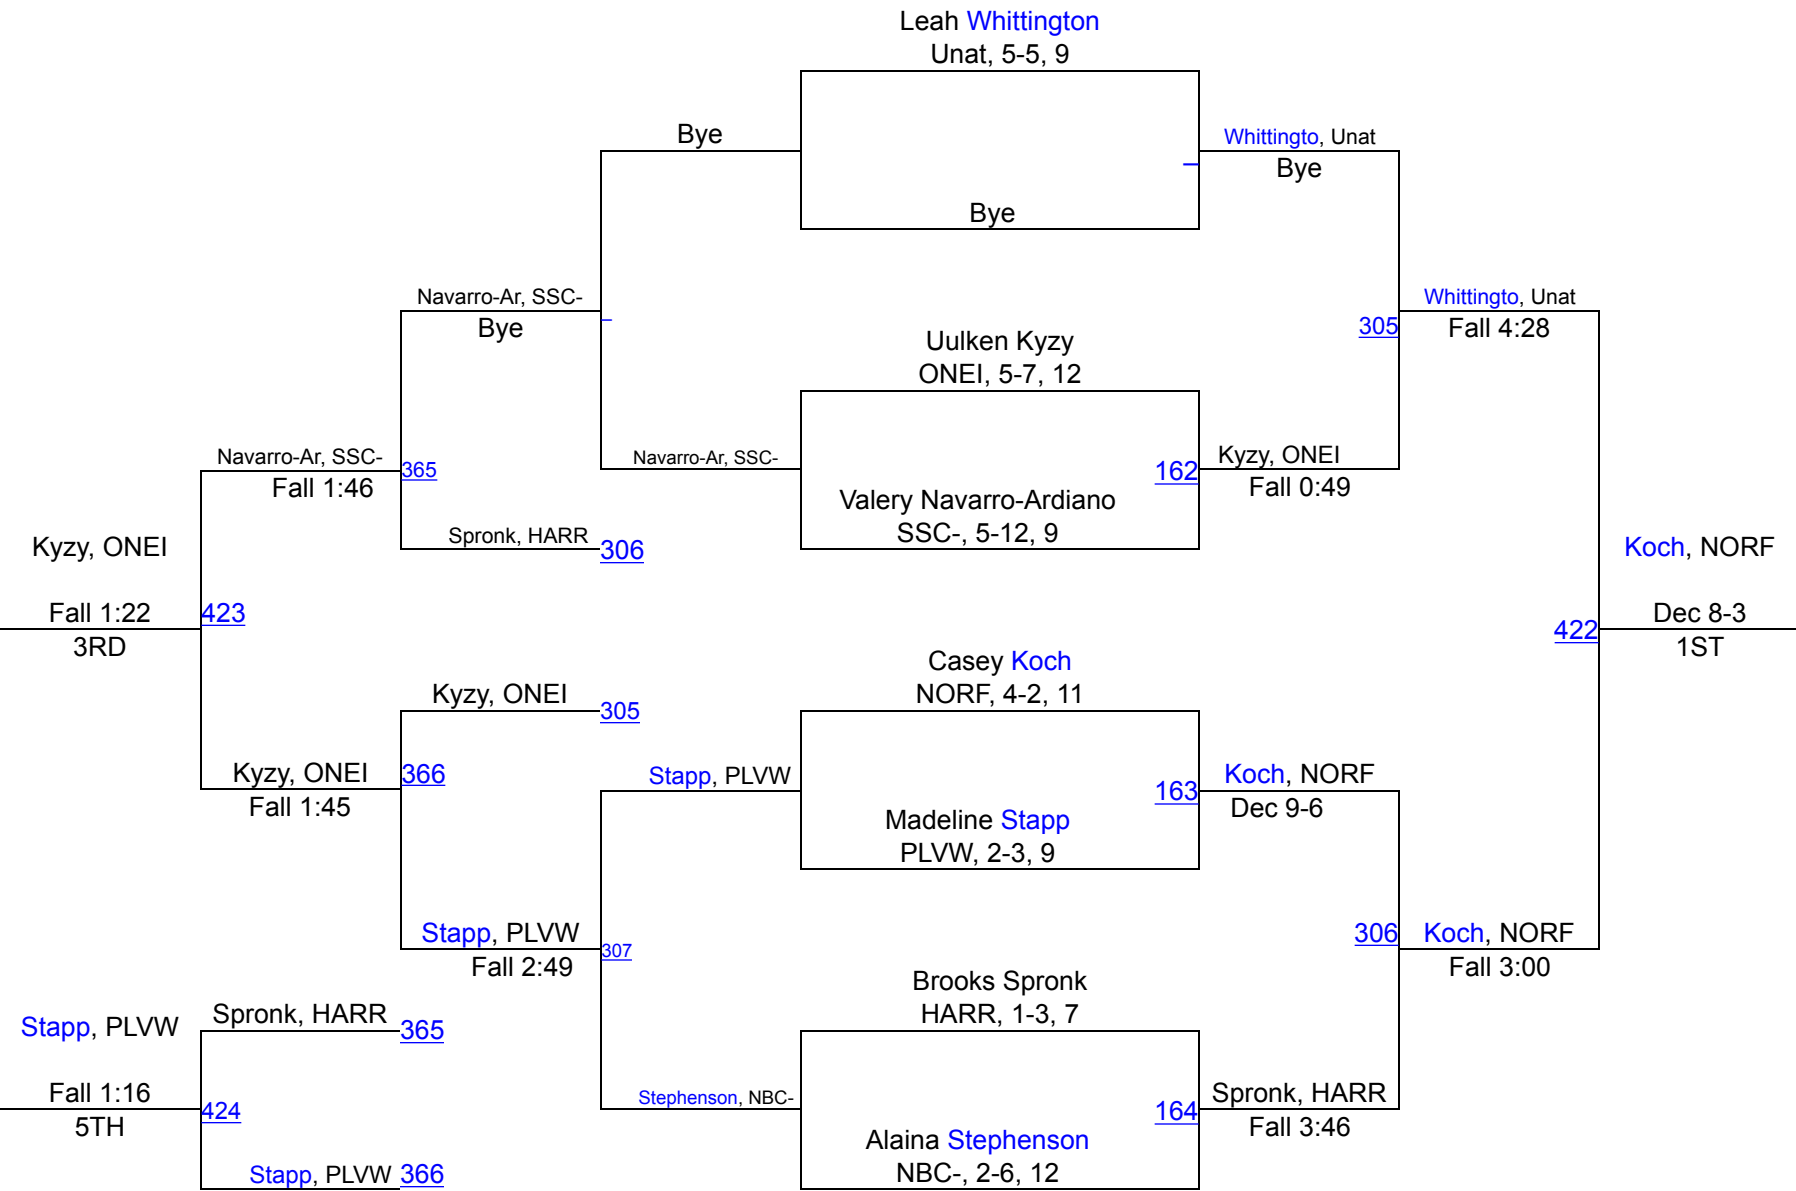 Leah Whittington
Unat, 5-5, 9
Bye
Whittingto, Unat
Bye
Bye
Navarro-Ar, SSC-
Bye
Whittingto, Unat
305
Fall 4:28
Uulken Kyzy
ONEI, 5-7, 12
Navarro-Ar, SSC-
365
Fall 1:46
Navarro-Ar, SSC-
162
Kyzy, ONEI
Fall 0:49
Valery Navarro-Ardiano
SSC-, 5-12, 9
Spronk, HARR
306
Kyzy, ONEI
Fall 1:22
3RD
423
Koch, NORF
422
Dec 8-3
1ST
Casey Koch
NORF, 4-2, 11
Kyzy, ONEI
305
Kyzy, ONEI
366
Fall 1:45
Stapp, PLVW
163
Koch, NORF
Dec 9-6
Madeline Stapp
PLVW, 2-3, 9
Stapp, PLVW
307
Fall 2:49
306
Koch, NORF
Fall 3:00
Brooks Spronk
HARR, 1-3, 7
Stapp, PLVW
Spronk, HARR
365
Fall 1:16
5TH
424
Stephenson, NBC-
164
Spronk, HARR
Fall 3:46
Alaina Stephenson
NBC-, 2-6, 12
Stapp, PLVW
366